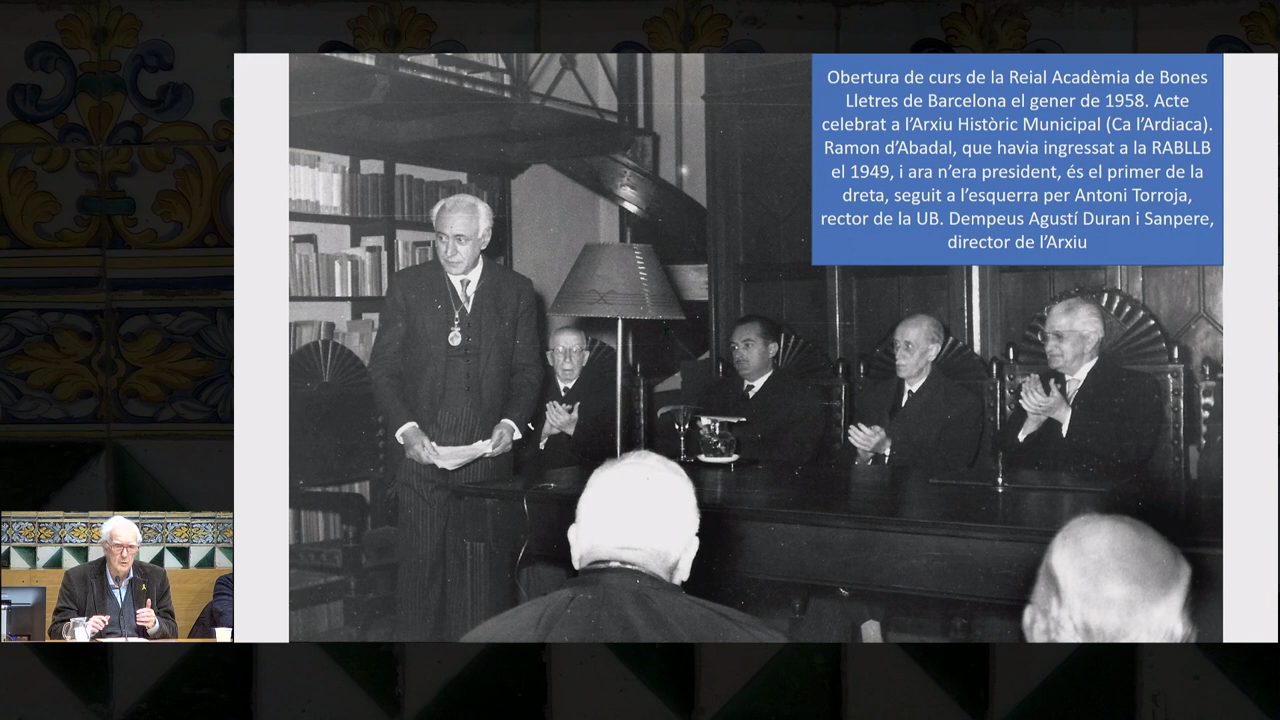 Obertura de curs de la Reial Acadèmia de Bones
Lletres de Barcelona el gener de 1958. Acte
celebrat a l’Arxiu Històric Municipal (Ca l’Ardiaca).
Ramon d’Abadal, que havia ingressat a la RABLLB
el 1949, i ara n’era president, és el primer de la
dreta, seguit a l’esquerra per Antoni Torroja,
rector de la UB. Dempeus Agustí Duran i Sanpere,
director de l’Arxiu